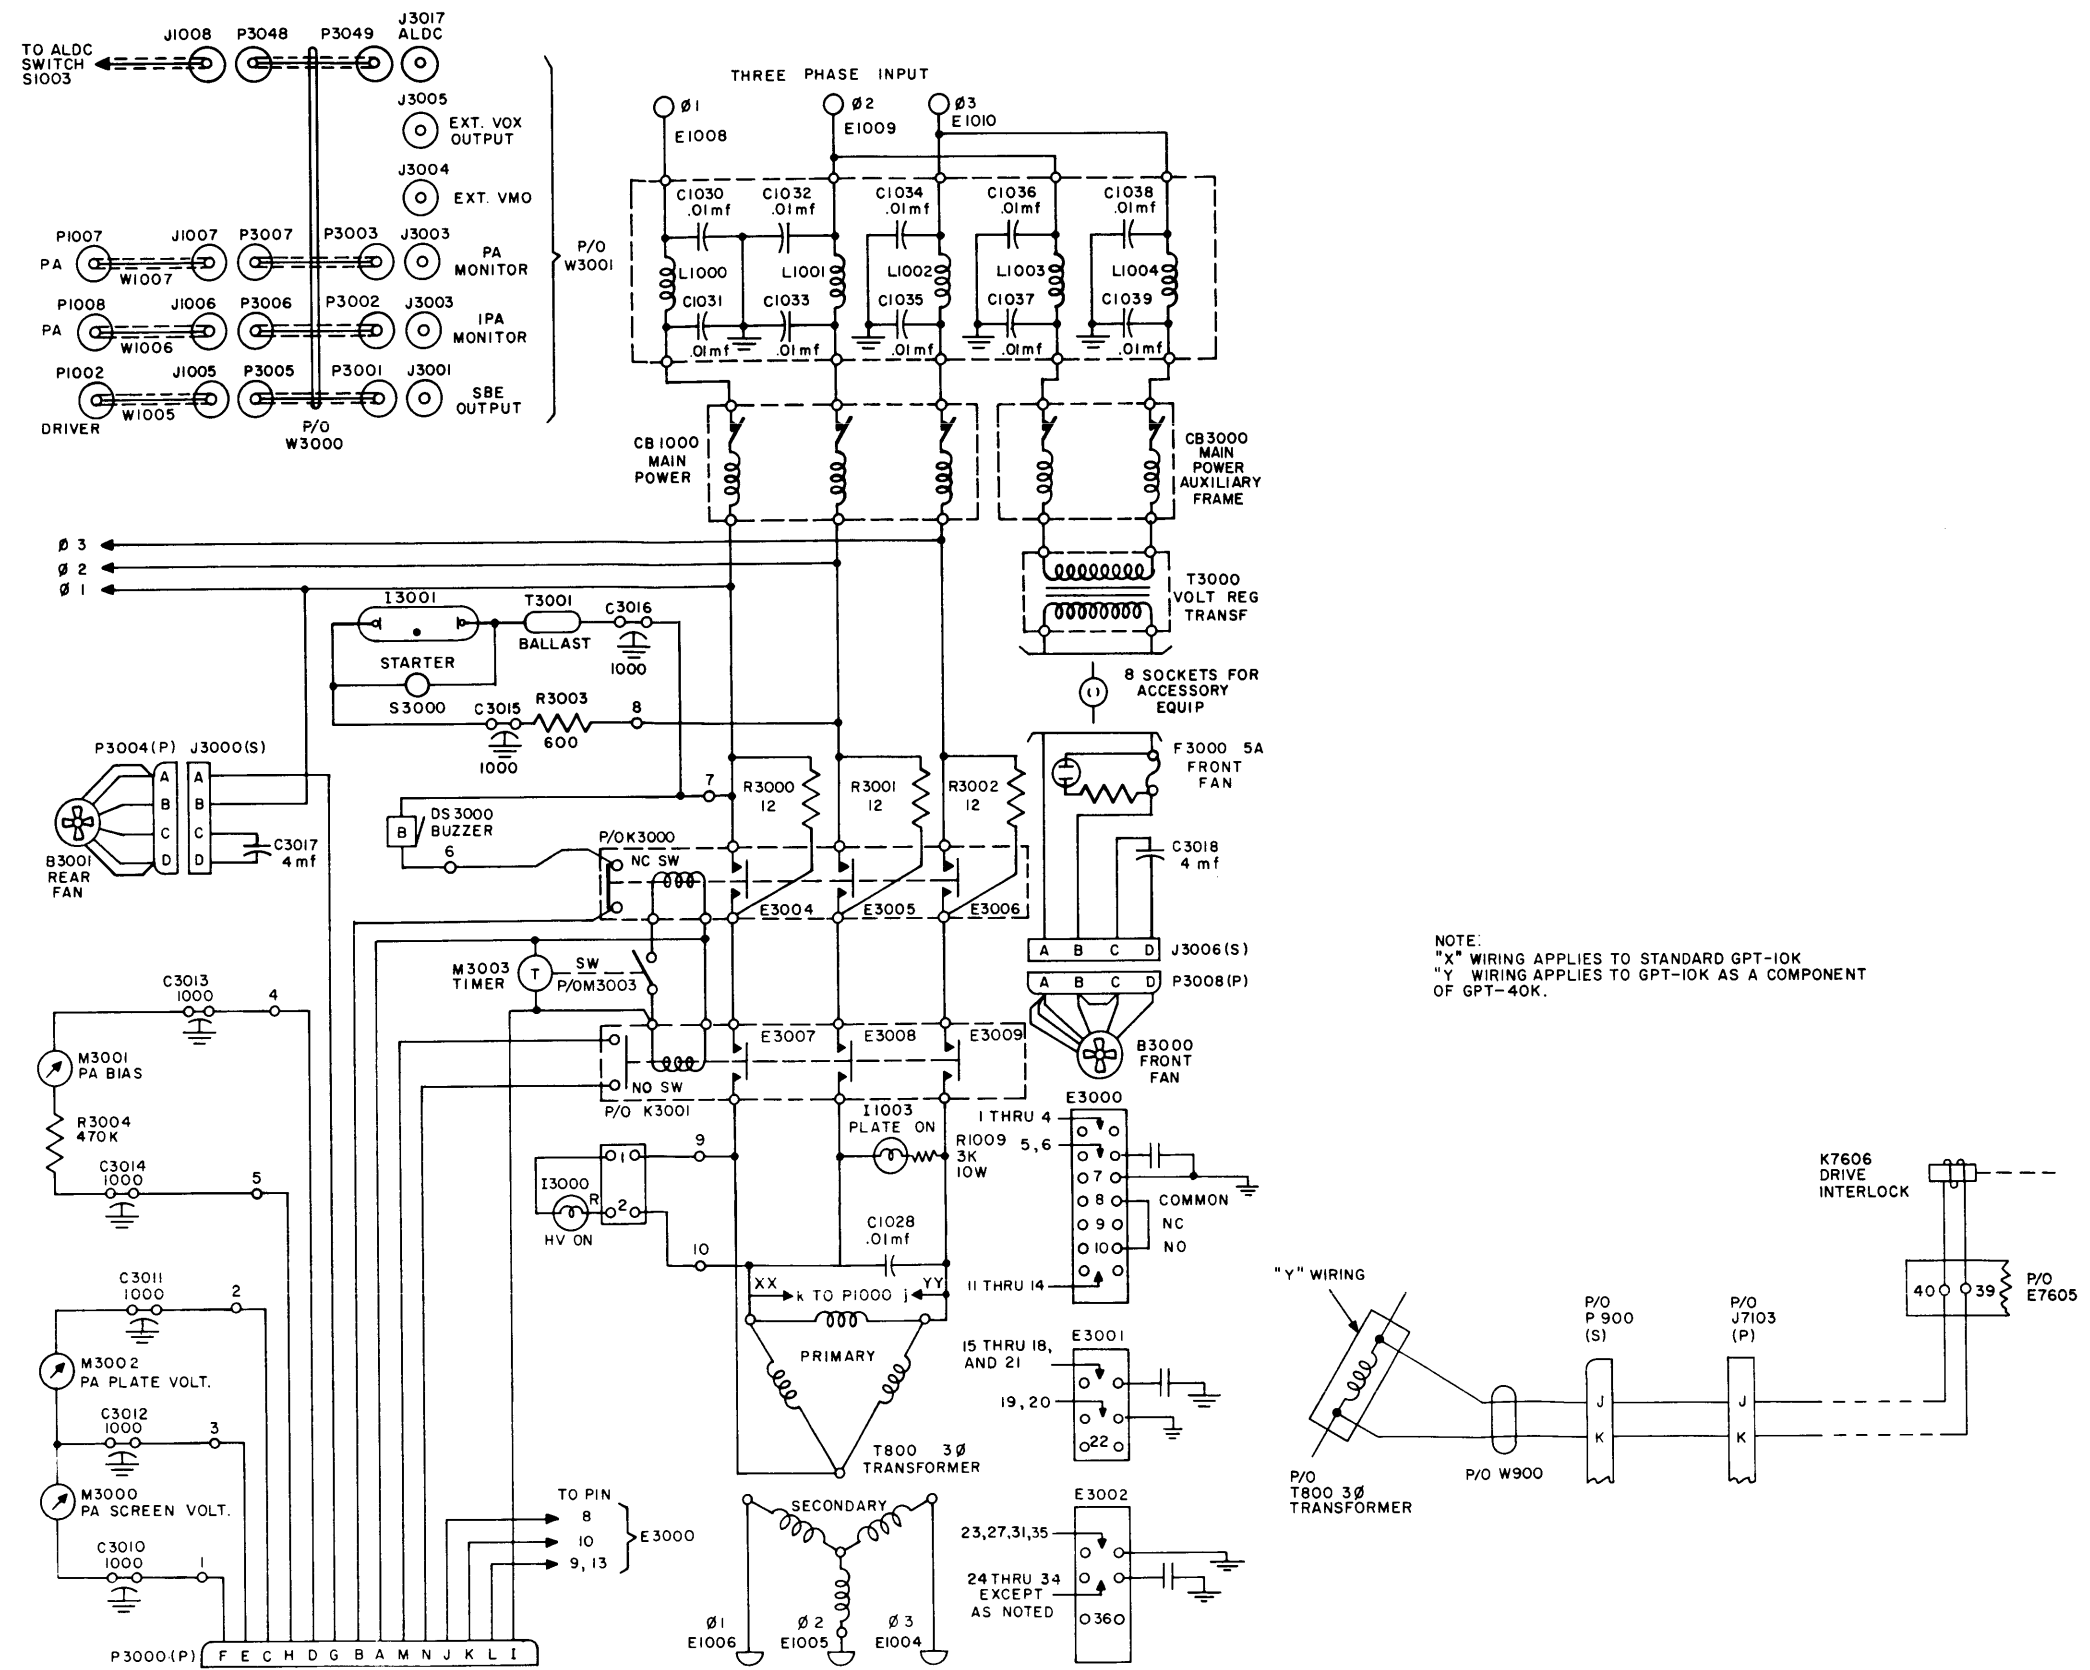 TO ALDC
SWITCH
S1003
J1008
P3048
P3049
J3017
ALDC
J3005
EXT. VOX
OUTPUT
J3004
EXT. VMO
P1007
PA
W1007
J1007
P3007
P3003
J3003
PA
MONITOR
P1008
PA
W1006
J1006
P3006
P3002
J3003
IPA
MONITOR
P1002
DRIVER
W1005
J1005
P3005
P3001
J3001
SBE
OUTPUT
P/O
W3000
P/O
W3001
THREE PHASE INPUT
Ø1
E1008
Ø2
E1009
Ø3
E1010
C1030
.01mf
C1032
.01mf
C1034
.01mf
C1036
.01mf
C1038
.01mf
L1000
L1001
L1002
L1003
L1004
C1031
.01mf
C1033
.01mf
C1035
.01mf
C1037
.01mf
C1039
.01mf
CB1000
MAIN
POWER
CB3000
MAIN
POWER
AUXILIARY
FRAME
Ø 3
Ø 2
Ø 1
T3000
VOLT REG
TRANSF
I3001
T3001
BALLAST
C3016
1000
STARTER
S3000
C3015
1000
R3003
600
8
8 SOCKETS FOR
ACCESSORY
EQUIP
P3004(P)
J3000(S)
A A
B B
C C
D D
B3001
REAR
FAN
C3017
4mf
7
DS3000
BUZZER
B
6
R3000
12
R3001
12
R3002
12
F3000 5A
FRONT
FAN
C3018
4mf
P/OK3000
NC SW
E3004
E3005
E3006
A B C D
J3006(S)
A B C D
P3008(P)
B3000
FRONT
FAN
M3003
TIMER
T
SW
P/OM3003
E3007
E3008
E3009
NO SW
P/O K3001
NOTE:
"X" WIRING APPLIES TO STANDARD GPT-10K
"Y WIRING APPLIES TO GPT-10K AS A COMPONENT
OF GPT-40K.
C3013
1000
4
M3001
PA BIAS
R3004
470K
C3014
1000
5
I1003
PLATE ON
R1009
3K
10W
9
1
2
I3000
R
HV ON
10
C1028
.01mf
XX
YY
k TO P1000 j
E3000
1 THRU 4
5,6
7
8
9
10
COMMON
NC
NO
11 THRU 14
PRIMARY
T800 3Ø
TRANSFORMER
C3011
1000
2
M3002
PA PLATE VOLT.
C3012
1000
3
M3000
PA SCREEN VOLT.
C3010
1000
1
TO PIN
8
10
9, 13
E3000
E3001
15 THRU 18,
AND 21
19, 20
22
SECONDARY
Ø1
E1006
Ø 2
E1005
Ø 3
E1004
E3002
23,27,31,35
24 THRU 34
EXCEPT
AS NOTED
36
P3000(P)
F E C H D G B A M N J K L I
"Y" WIRING
P/O
T800 3Ø
TRANSFORMER
P/O W900
P/O
P 900
(S)
J
K
P/O
J7103
(P)
J
K
K7606
DRIVE
INTERLOCK
40
39
P/O
E7605